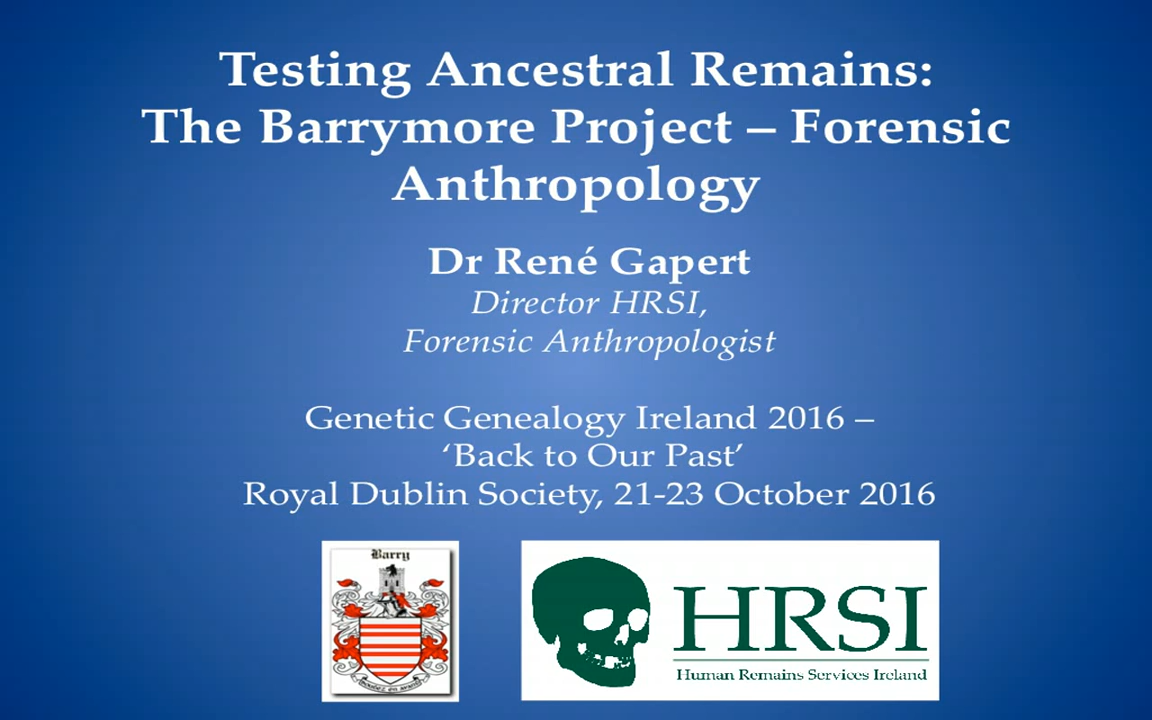 Testing Ancestral Remains:
The Barrymore Project – Forensic
Anthropology
Dr René Gapert
Director HRSI,
Forensic Anthropologist
Genetic Genealogy Ireland 2016 –
‘Back to Our Past’
Royal Dublin Society, 21-23 October 2016
Barry
HRSI
Human Remains Services Ireland